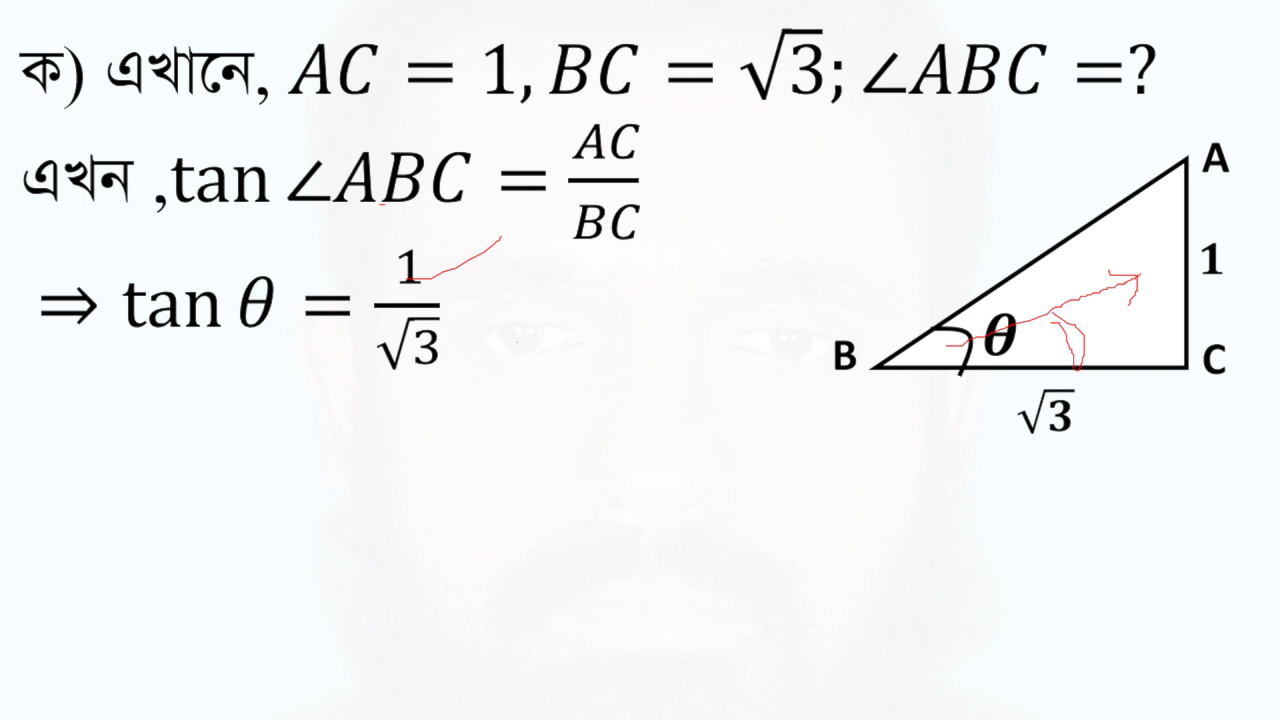 ক) এখানে, AC = 1, BC = √3; ∠ABC =?
এখন ,tan ∠ABC = AC/BC
⇒ tan θ = 1/√3
A
1
B
θ
C
√3